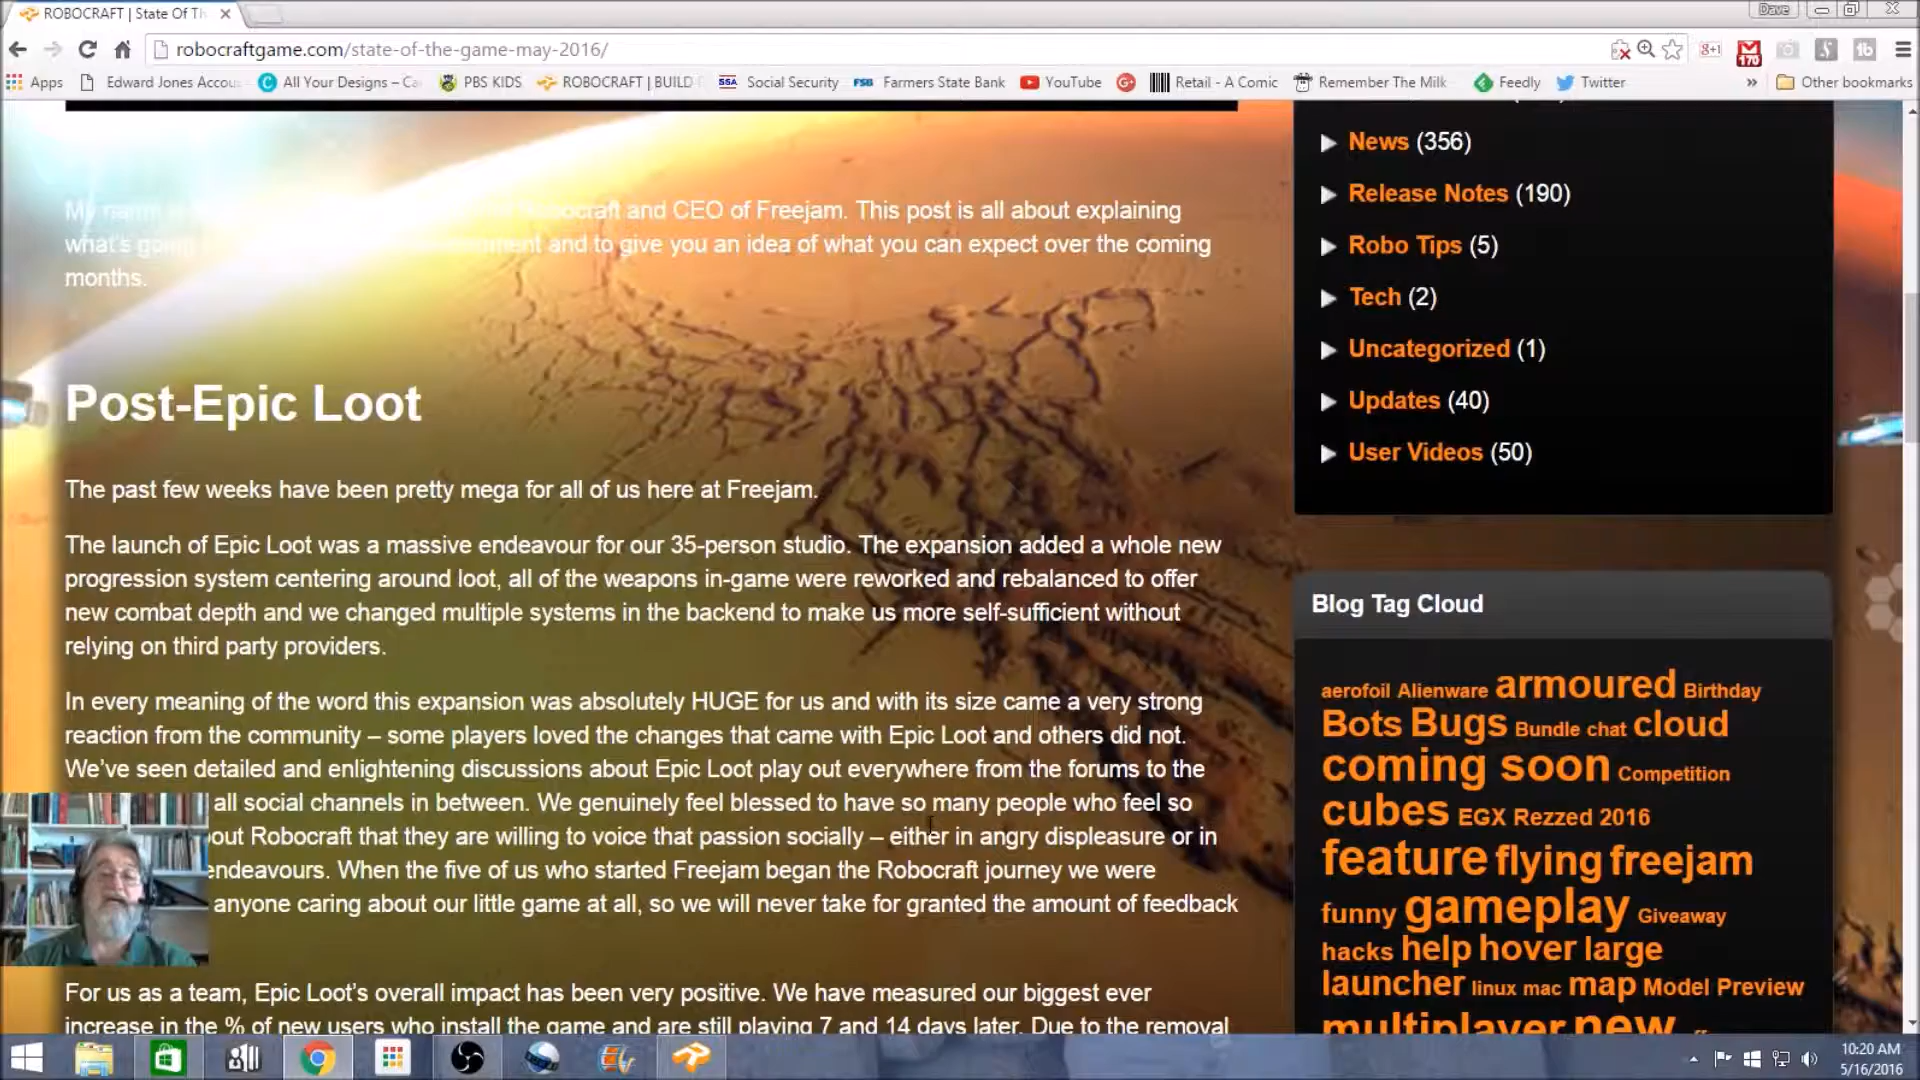 ROBOCRAFT | State Of Th
Dave
robocraftgame.com/state-of-the-game-may-2016/
g+1
170
Apps
Edward Jones Accou
All Your Designs – Ca
PBS KIDS
ROBOCRAFT | BUILD
SSA
Social Security
FSB
Farmers State Bank
YouTube
Retail - A Comic
Remember The Milk
Feedly
Twitter
»
Other bookmarks
My name and CEO of Freejam. This post is all about explaining
what's going and to give you an idea of what you can expect over the coming
months.
Post-Epic Loot
The past few weeks have been pretty mega for all of us here at Freejam.
The launch of Epic Loot was a massive endeavour for our 35-person studio. The expansion added a whole new
progression system centering around loot, all of the weapons in-game were reworked and rebalanced to offer
new combat depth and we changed multiple systems in the backend to make us more self-sufficient without
relying on third party providers.
In every meaning of the word this expansion was absolutely HUGE for us and with its size came a very strong
reaction from the community – some players loved the changes that came with Epic Loot and others did not.
We've seen detailed and enlightening discussions about Epic Loot play out everywhere from the forums to the
all social channels in between. We genuinely feel blessed to have so many people who feel so
out Robocraft that they are willing to voice that passion socially – either in angry displeasure or in
endeavours. When the five of us who started Freejam began the Robocraft journey we were
anyone caring about our little game at all, so we will never take for granted the amount of feedback
For us as a team, Epic Loot's overall impact has been very positive. We have measured our biggest ever
increase in the % of new users who install the game and are still playing 7 and 14 days later. Due to the removal
News (356)
Release Notes (190)
Robo Tips (5)
Tech (2)
Uncategorized (1)
Updates (40)
User Videos (50)
Blog Tag Cloud
aerofoil Alienware armoured Birthday
Bots Bugs Bundle chat cloud
coming soon Competition
cubes EGX Rezzed 2016
feature flying freejam
funny gameplay Giveaway
hacks help hover large
launcher linux mac map Model Preview
multiplayer new
10:20 AM
5/16/2016